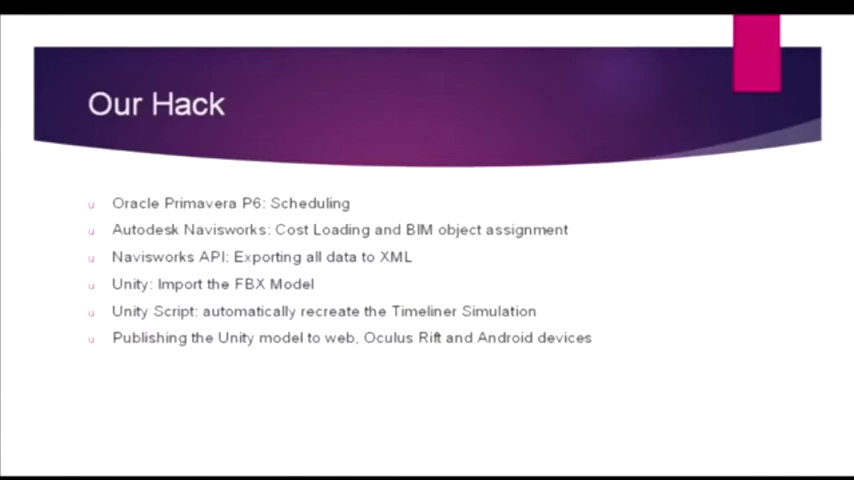 Our Hack
u Oracle Primavera P6: Scheduling
u Autodesk Navisworks: Cost Loading and BIM object assignment
u Navisworks API: Exporting all data to XML
u Unity: Import the FBX Model
u Unity Script: automatically recreate the Timeliner Simulation
u Publishing the Unity model to web, Oculus Rift and Android devices